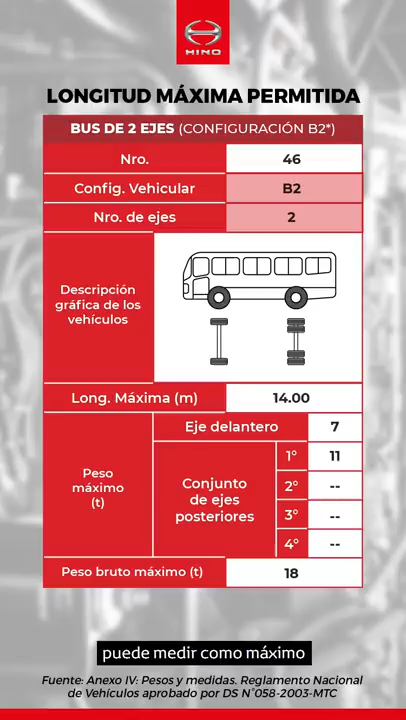 HINO
LONGITUD MÁXIMA PERMITIDA
BUS DE 2 EJES (CONFIGURACIÓN B2*)
Nro. 46
Config. Vehicular B2
Nro. de ejes 2
Descripción
gráfica de los
vehículos
Long. Máxima (m) 14.00
Peso
máximo
(t)
Eje delantero 7
Conjunto
de ejes
posteriores
1° 11
2° --
3° --
4° --
Peso bruto máximo (t) 18
puede medir como máximo
Fuente: Anexo IV: Pesos y medidas. Reglamento Nacional
de Vehículos aprobado por DS N°058-2003-MTC